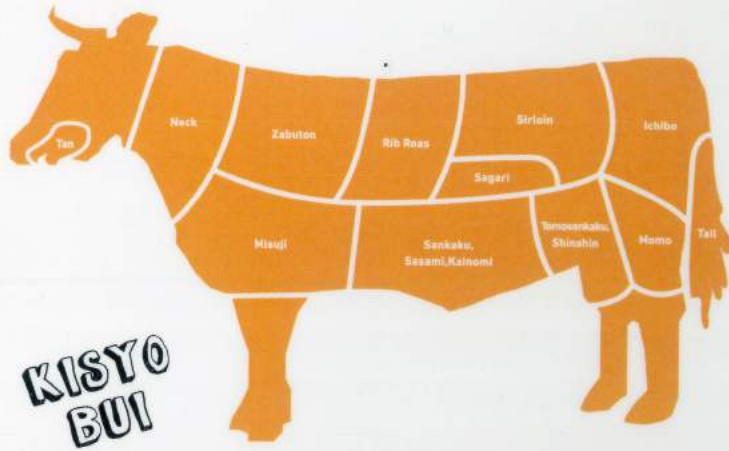 Tan
Neck
Zabuton
Rib Roas
Sirloin
Ichibo
Sagari
Misuji
Sankaku,
Sasami,Kainomi
Tomosankaku,
Shinshin
Momo
Tail
KISYO
BUI